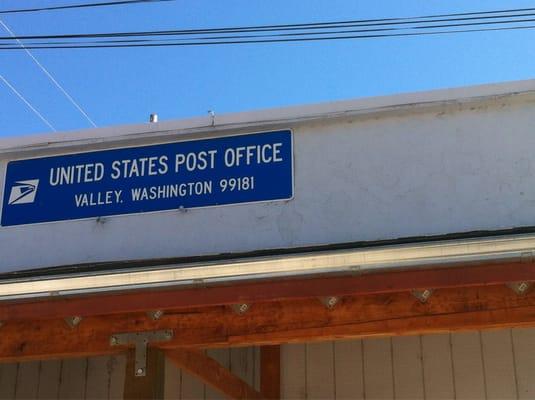 UNITED STATES POST OFFICE
VALLEY, WASHINGTON 99181